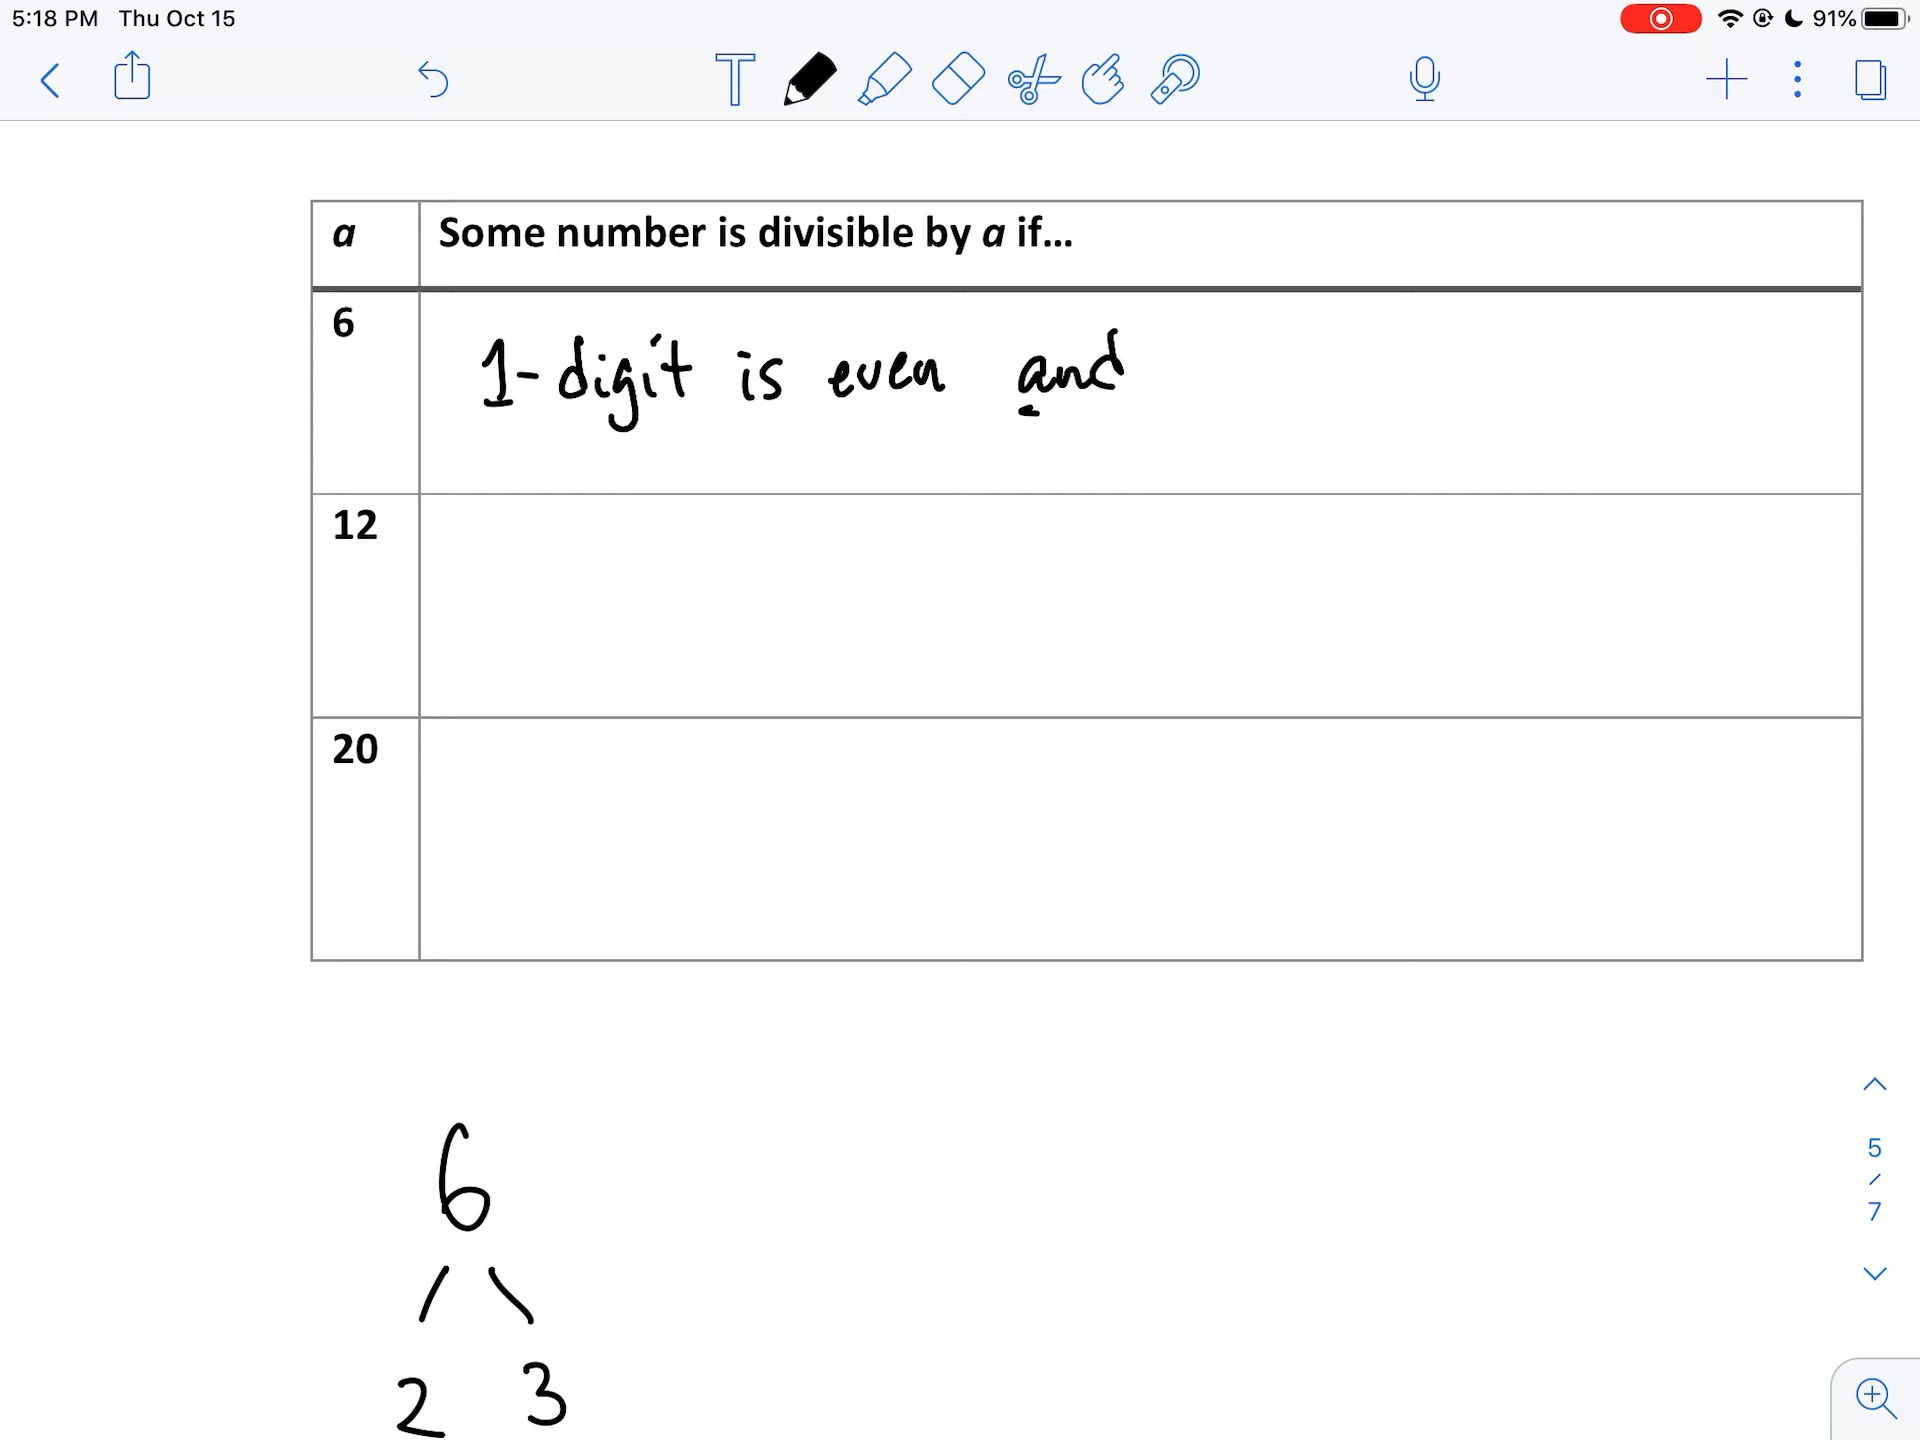 5:18 PM Thu Oct 15 91%
T
a Some number is divisible by a if...
6 1-digit is even and
12
20
5
/
7
6
2 3